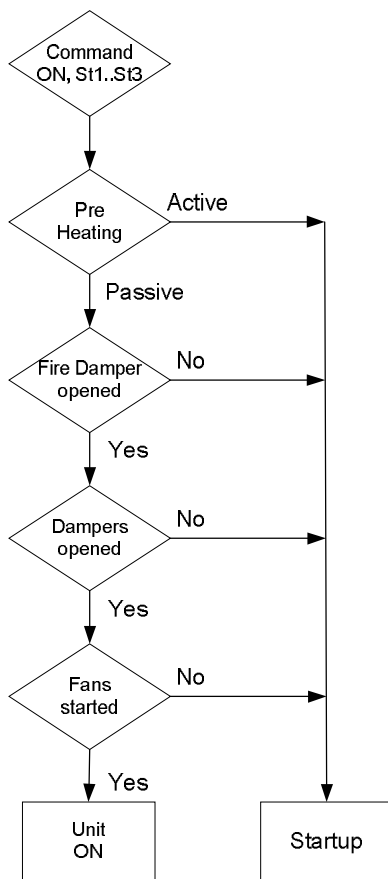 Command
ON, St1..St3
Pre
Heating
Active
Passive
Fire Damper
opened
No
Yes
Dampers
opened
No
Yes
Fans
started
No
Yes
Unit
ON
Startup